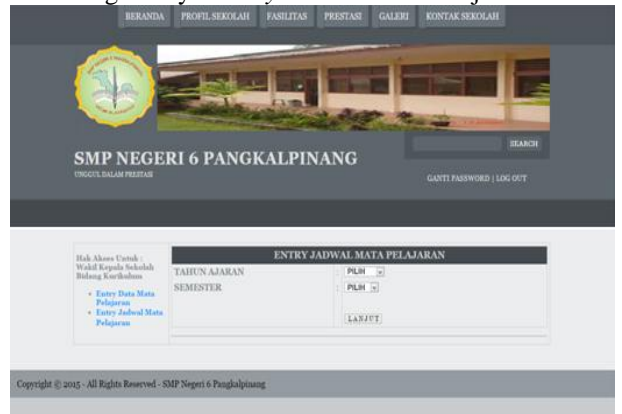 BERANDA PROFIL SEKOLAH FASILITAS PRESTASI GALERI KONTAK SEKOLAH
SEARCH
SMP NEGERI 6 PANGKALPINANG
UNGGUL DALAM PRESTASI
GANTI PASSWORD | LOG OUT
Hak Akses Untuk :
Wakil Kepala Sekolah
Bidang Kurikulum
Entry Data Mata
Pelajaran
Entry Jadwal Mata
Pelajaran
ENTRY JADWAL MATA PELAJARAN
TAHUN AJARAN : PILIH
SEMESTER : PILIH
LANJUT
Copyright © 2015 - All Rights Reserved - SMP Negeri 6 Pangkalpinang